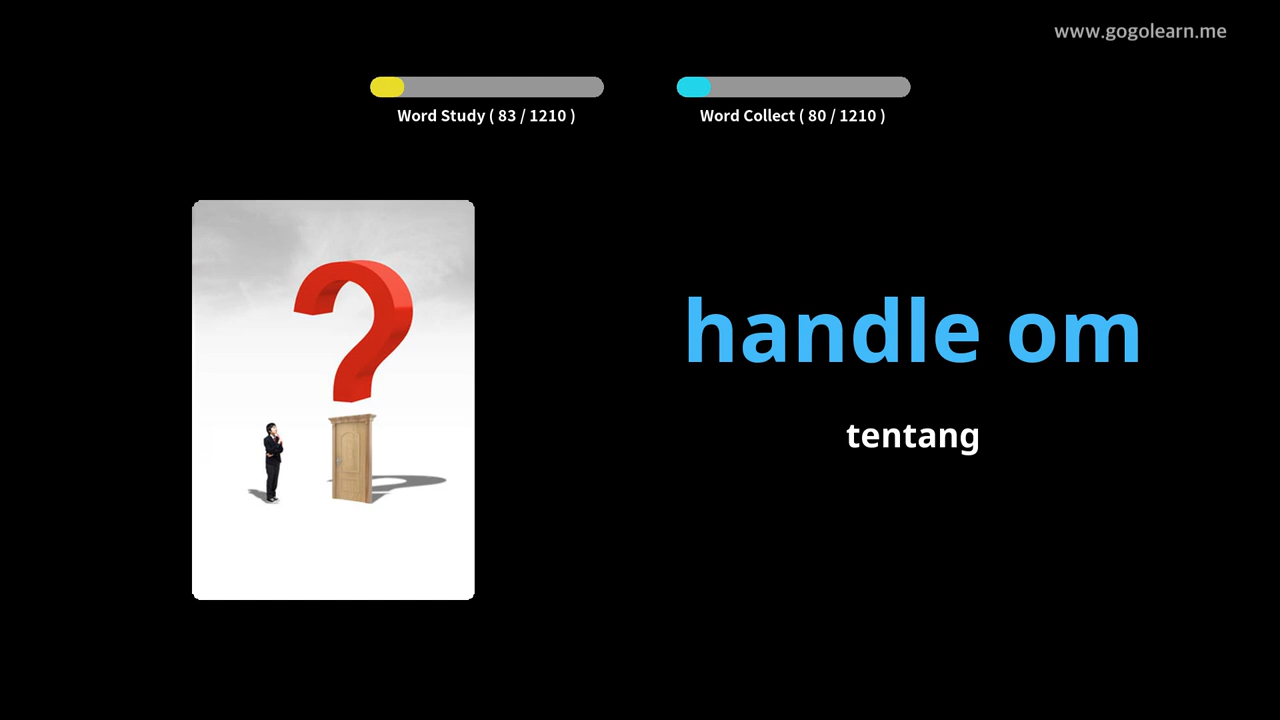 www.gogolearn.me
Word Study ( 83 / 1210 )
Word Collect ( 80 / 1210 )
?
handle om
tentang